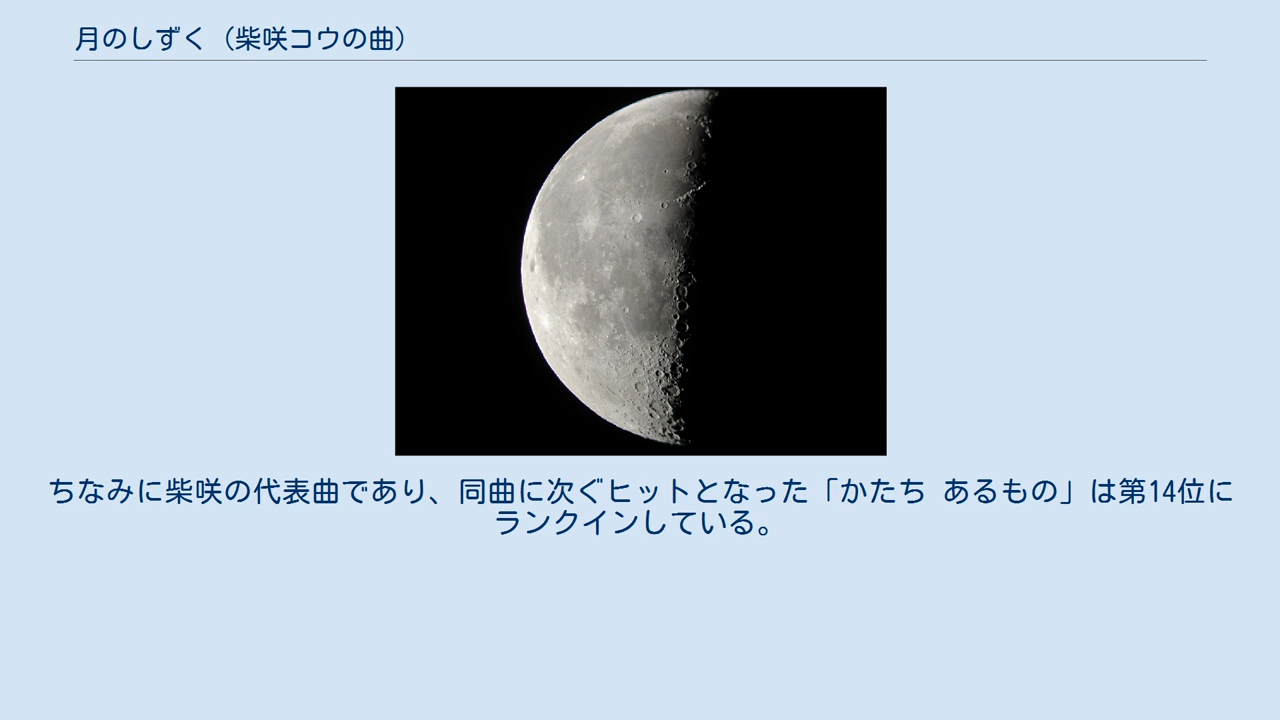 月のしずく（柴咲コウの曲）
ちなみに柴咲の代表曲であり、同曲に次ぐヒットとなった「かたち あるもの」は第14位に
ランクインしている。